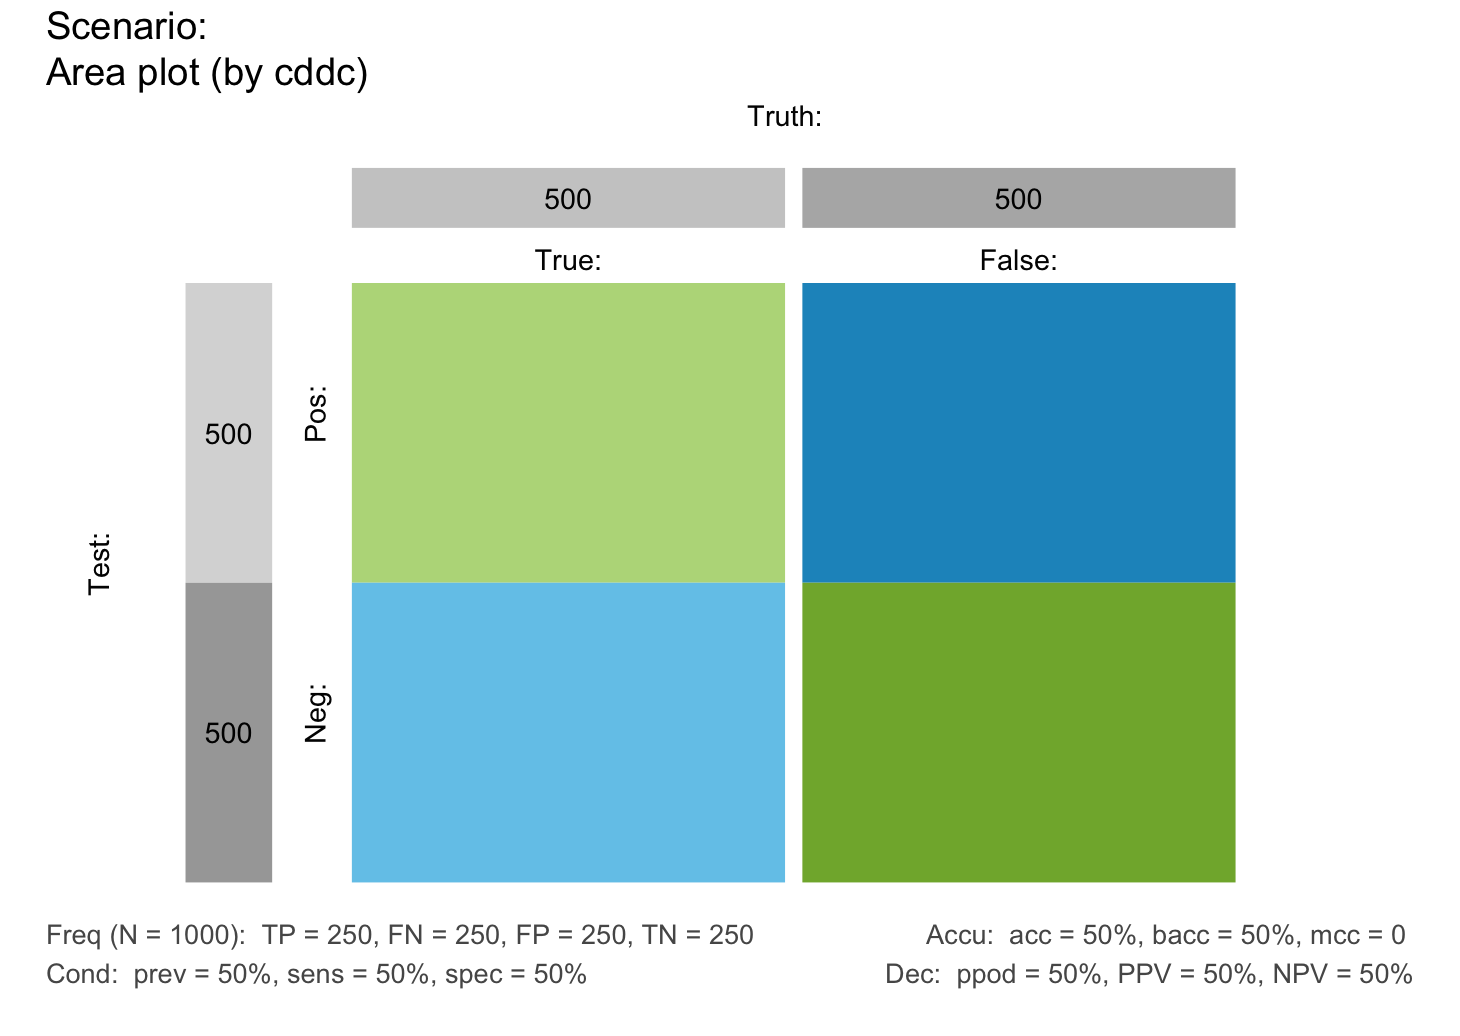 Scenario:
Area plot (by cddc)
Truth:
500 500
True: False:
500
Pos:
Test:
500
Neg:
Freq (N = 1000):  TP = 250, FN = 250, FP = 250, TN = 250
Accu:  acc = 50%, bacc = 50%, mcc = 0
Cond:  prev = 50%, sens = 50%, spec = 50%
Dec:  ppod = 50%, PPV = 50%, NPV = 50%